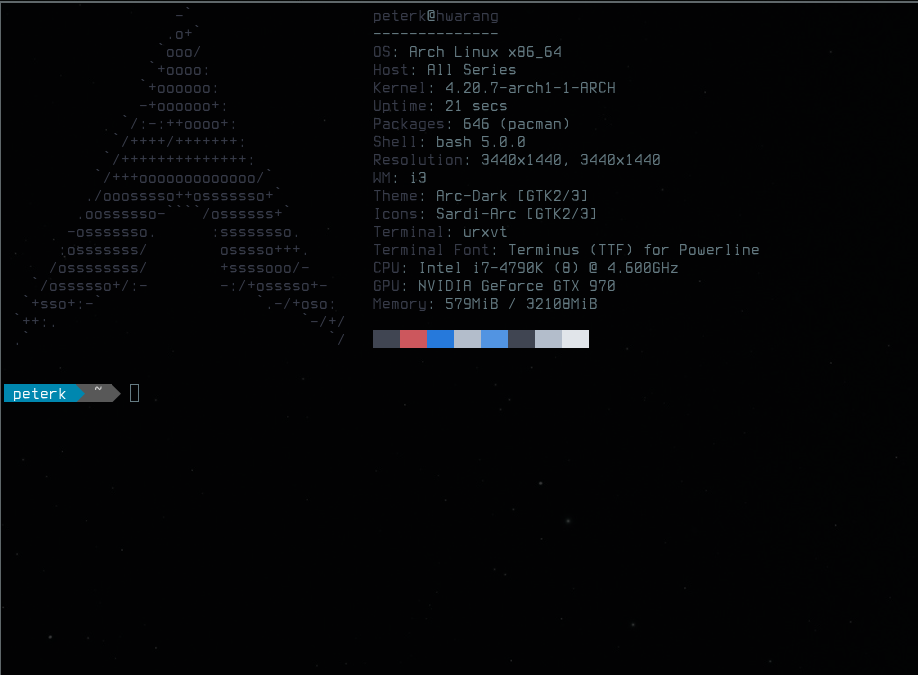 peterk@hwarang
--------------
OS: Arch Linux x86_64
Host: All Series
Kernel: 4.20.7-arch1-1-ARCH
Uptime: 21 secs
Packages: 646 (pacman)
Shell: bash 5.0.0
Resolution: 3440x1440, 3440x1440
WM: i3
Theme: Arc-Dark [GTK2/3]
Icons: Sardi-Arc [GTK2/3]
Terminal: urxvt
Terminal Font: Terminus (TTF) for Powerline
CPU: Intel i7-4790K (8) @ 4.600GHz
GPU: NVIDIA GeForce GTX 970
Memory: 579MiB / 32108MiB
peterk ~